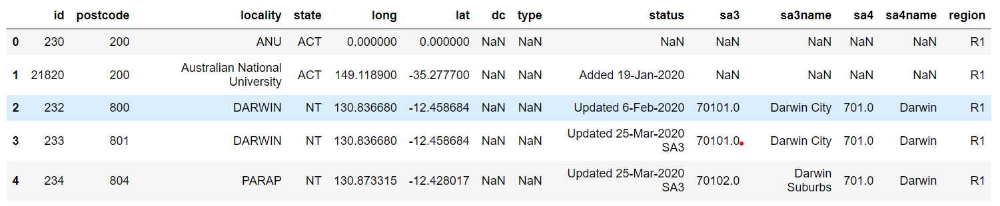 id postcode locality state long lat dc type status sa3 sa3name sa4 sa4name region
0 230 200 ANU ACT 0.000000 0.000000 NaN NaN NaN NaN NaN NaN NaN R1
1 21820 200 Australian National University ACT 149.118900 -35.277700 NaN NaN Added 19-Jan-2020 NaN NaN NaN NaN R1
2 232 800 DARWIN NT 130.836680 -12.458684 NaN NaN Updated 6-Feb-2020 70101.0 Darwin City 701.0 Darwin R1
3 233 801 DARWIN NT 130.836680 -12.458684 NaN NaN Updated 25-Mar-2020 SA3 70101.0 Darwin City 701.0 Darwin R1
4 234 804 PARAP NT 130.873315 -12.428017 NaN NaN Updated 25-Mar-2020 SA3 70102.0 Darwin Suburbs 701.0 Darwin R1